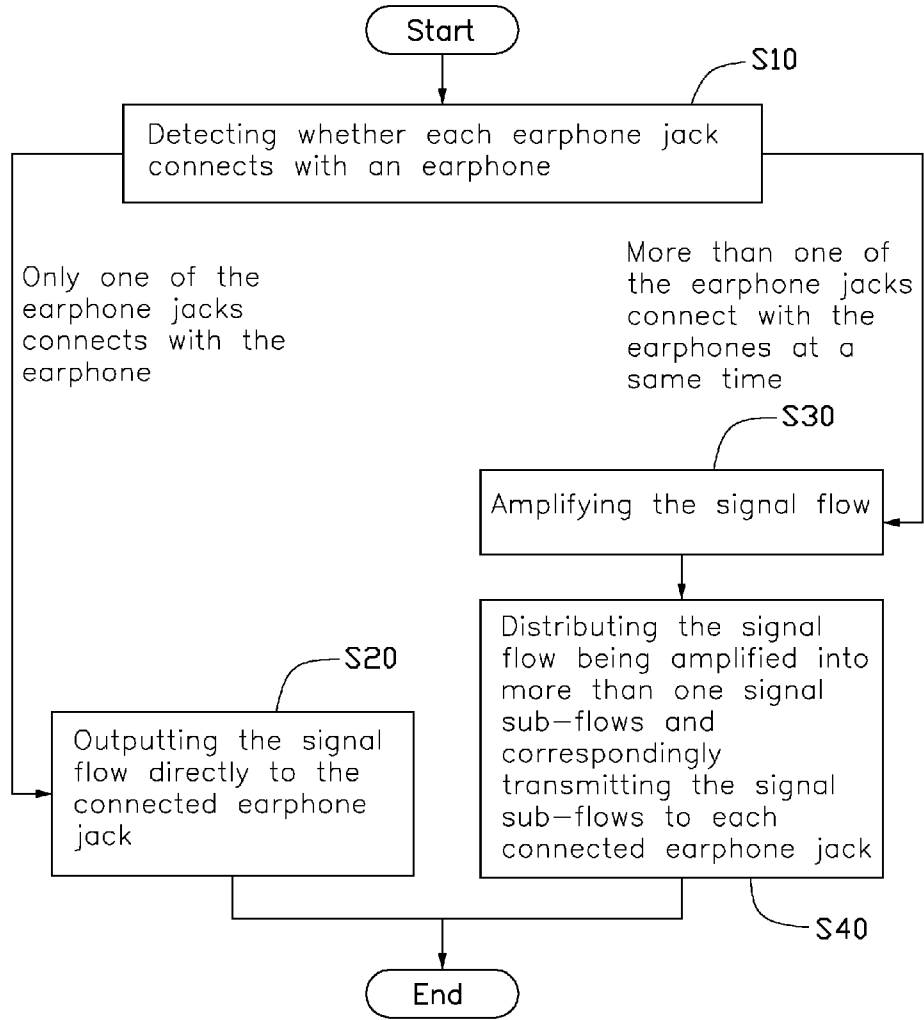 Start
S10
Detecting whether each earphone jack
connects with an earphone
Only one of the
earphone jacks
connects with the
earphone
More than one of
the earphone jacks
connect with the
earphones at a
same time
S30
Amplifying the signal flow
Distributing the signal
flow being amplified into
more than one signal
sub-flows and
correspondingly
transmitting the signal
sub-flows to each
connected earphone jack
S20
Outputting the signal
flow directly to the
connected earphone
jack
S40
End